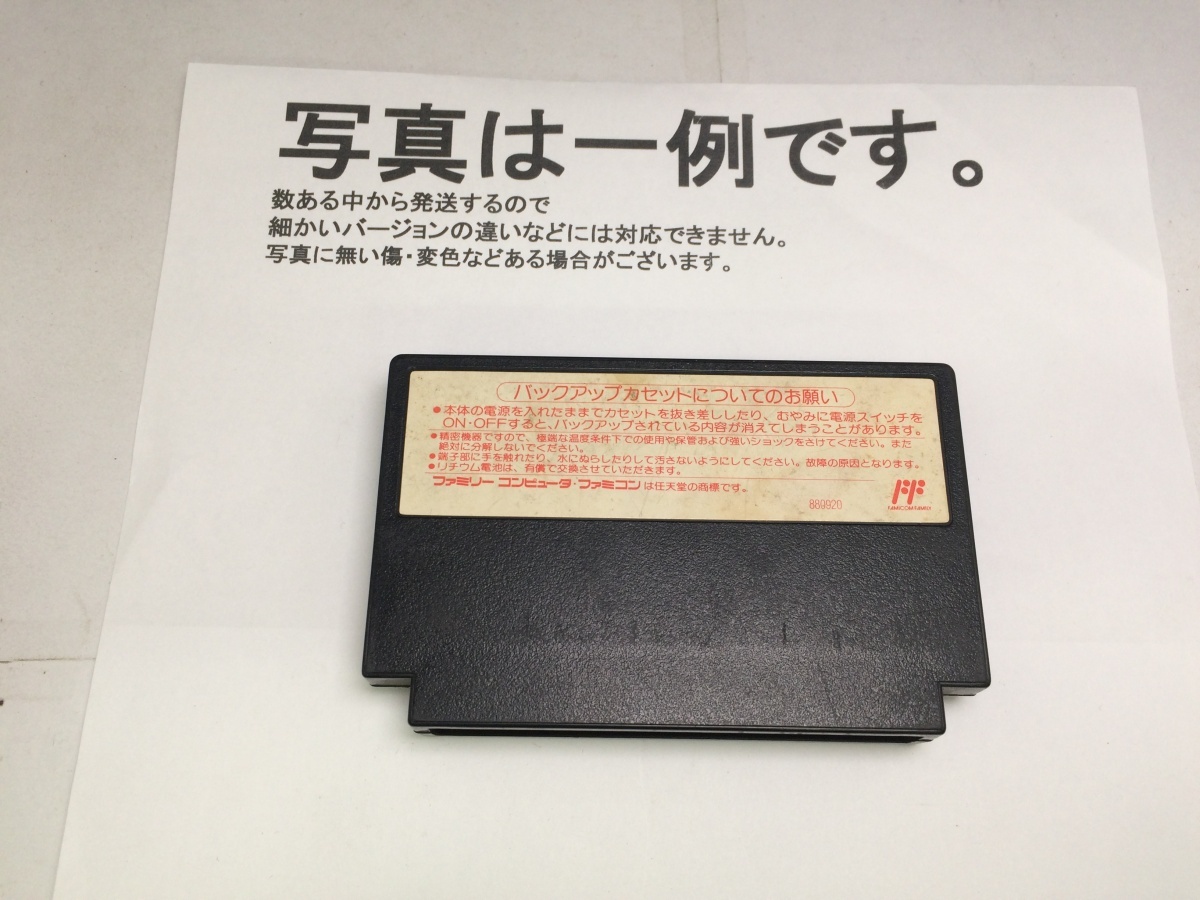 写真は一例です。
数ある中から発送するので
細かいバージョンの違いなどには対応できません。
写真に無い傷・変色などある場合がございます。
バックアップカセットについてのお願い
●本体の電源を入れたままでカセットを抜き差ししたり、むやみに電源スイッチを
ON・OFFすると、バックアップされている内容が消えてしまうことがあります。
●精密機器ですので、極端な温度条件下での使用や保管および強いショックをさけてください。また
絶対に分解しないでください。
●端子部に手を触れたり、水にぬらしたりして汚さないようにしてください。故障の原因となります。
●リチウム電池は、有償で交換させていただきます。
ファミリーコンピュータ・ファミコンは任天堂の商標です。
889920
FAMICOM FAMILY